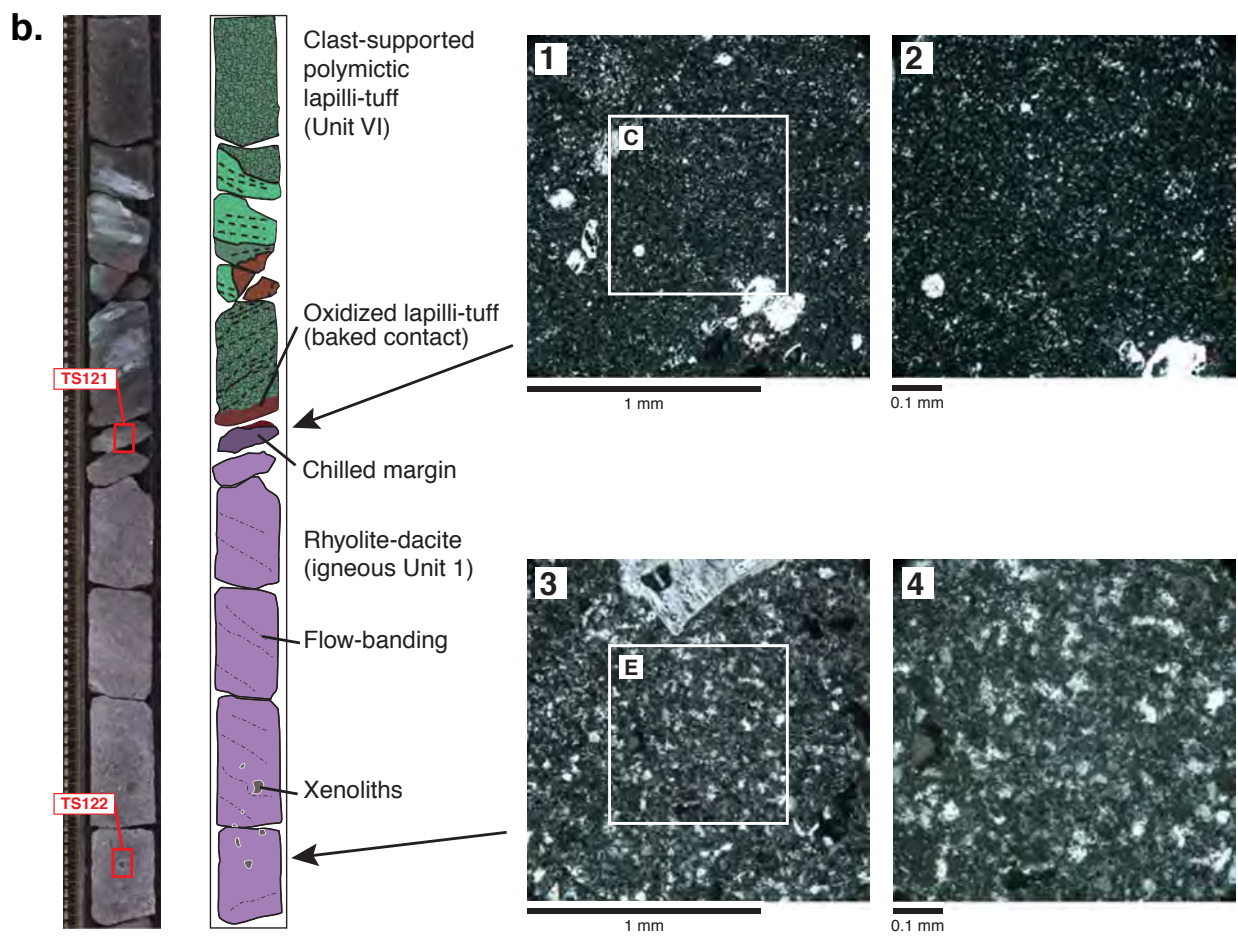 b.
Clast-supported
polymictic
lapilli-tuff
(Unit VI)
Oxidized lapilli-tuff
(baked contact)
TS121
Chilled margin
Rhyolite-dacite
(igneous Unit 1)
Flow-banding
Xenoliths
TS122
1
C
1 mm
2
0.1 mm
3
E
1 mm
4
0.1 mm